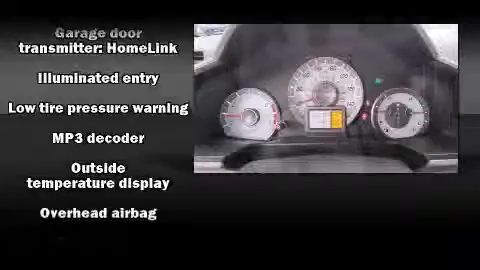 Garage door
transmitter: HomeLink
Illuminated entry
Low tire pressure warning
MP3 decoder
Outside
temperature display
Overhead airbag